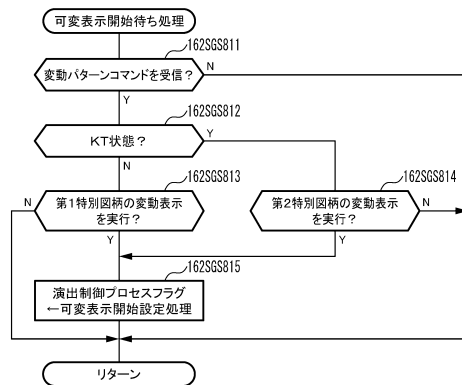 可変表示開始待ち処理
162SGS811
変動パターンコマンドを受信？
N
Y
162SGS812
KT状態？
Y
N
162SGS813
162SGS814
N
第1特別図柄の変動表示
を実行？
第2特別図柄の変動表示
を実行？
N
Y
Y
162SGS815
演出制御プロセスフラグ
←可変表示開始設定処理
リターン